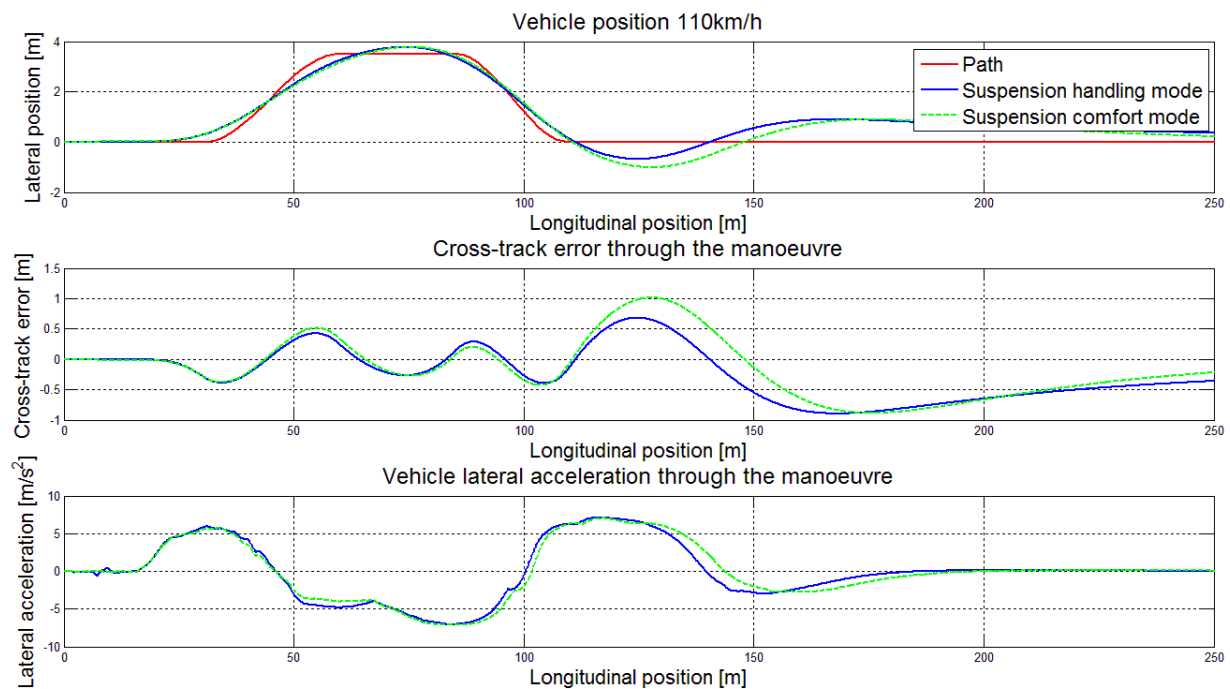 Vehicle position 110km/h
Lateral position [m]
4
2
0
-2
Path
Suspension handling mode
Suspension comfort mode
0 50 100 150 200 250
Longitudinal position [m]
Cross-track error through the manoeuvre
Cross-track error [m]
1.5
1
0.5
0
-0.5
-1
0 50 100 150 200 250
Longitudinal position [m]
Vehicle lateral acceleration through the manoeuvre
Lateral acceleration [m/s²]
10
5
0
-5
-10
0 50 100 150 200 250
Longitudinal position [m]